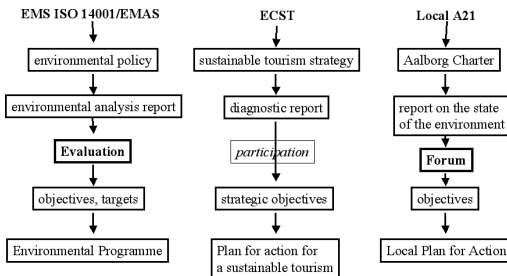 EMS ISO 14001/EMAS
environmental policy
environmental analysis report
Evaluation
objectives, targets
Environmental Programme
ECST
sustainable tourism strategy
diagnostic report
participation
strategic objectives
Plan for action for
a sustainable tourism
Local A21
Aalborg Charter
report on the state
of the environment
Forum
objectives
Local Plan for Action